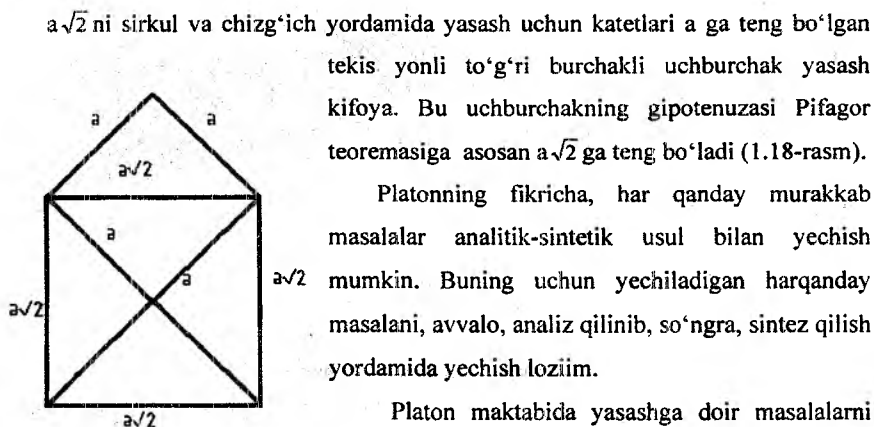 a√2 ni sirkul va chizg‘ich yordamida yasash uchun katetlari a ga teng bo‘lgan
tekis yonli to‘g‘ri burchakli uchburchak yasash
kifoya. Bu uchburchakning gipotenuzasi Pifagor
teoremasiga asosan a√2 ga teng bo‘ladi (1.18-rasm).
Platonning fikricha, har qanday murakkab
masalalar analitik-sintetik usul bilan yechish
mumkin. Buning uchun yechiladigan harqanday
masalani, avvalo, analiz qilinib, so‘ngra, sintez qilish
yordamida yechish loziim.
Platon maktabida yasashga doir masalalarni
a
a
a√2
a
a
a√2
a√2
a√2